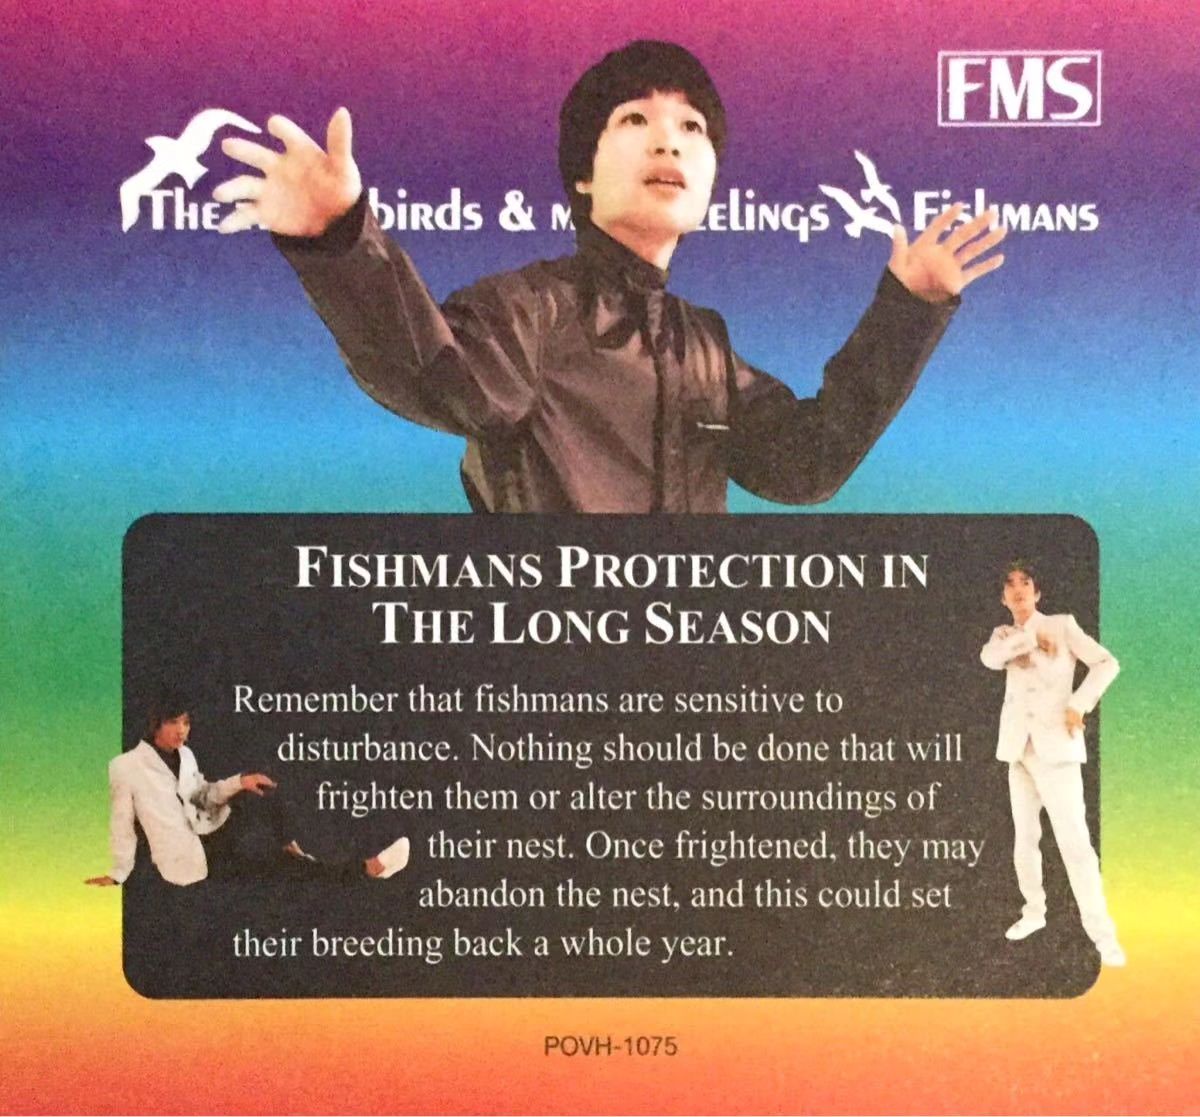 FMS
The birds & Fishmans
FISHMANS PROTECTION IN
THE LONG SEASON
Remember that fishmans are sensitive to
disturbance. Nothing should be done that will
frighten them or alter the surroundings of
their nest. Once frightened, they may
abandon the nest, and this could set
their breeding back a whole year.
POVH-1075